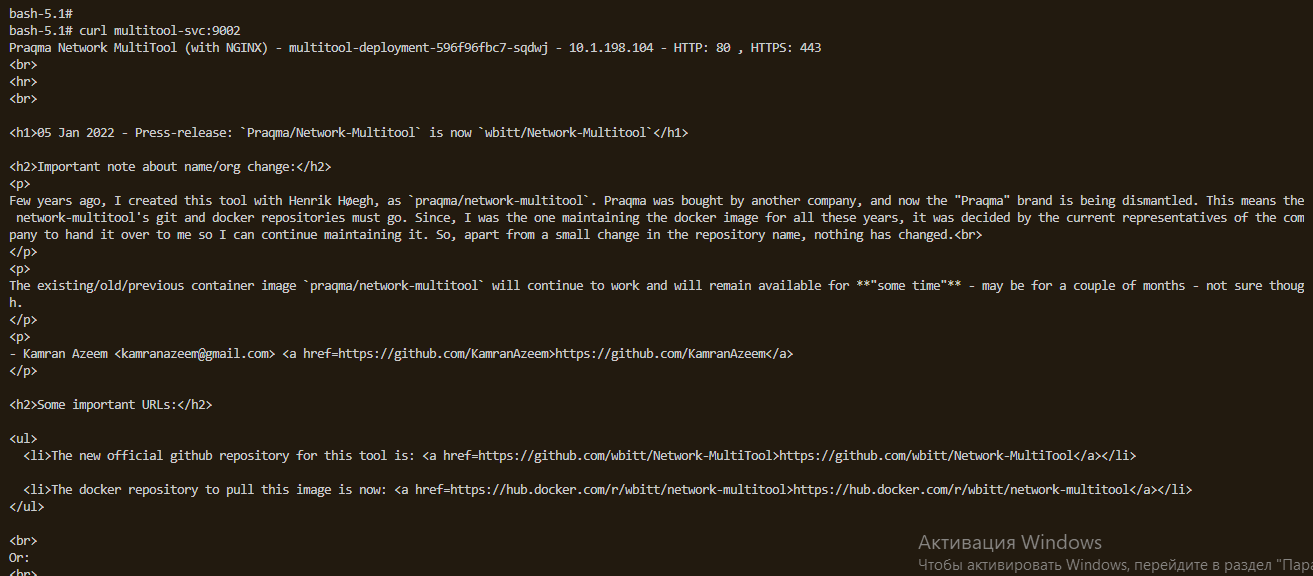 bash-5.1#
bash-5.1# curl multitool-svc:9002
Praqma Network MultiTool (with NGINX) - multitool-deployment-596f96fbc7-sqdwj - 10.1.198.104 - HTTP: 80 , HTTPS: 443
<br>
<hr>
<br>
<h1>05 Jan 2022 - Press-release: `Praqma/Network-Multitool` is now `wbitt/Network-Multitool`</h1>
<h2>Important note about name/org change:</h2>
<p>
Few years ago, I created this tool with Henrik Høegh, as `praqma/network-multitool`. Praqma was bought by another company, and now the "Praqma" brand is being dismantled. This means the
network-multitool's git and docker repositories must go. Since, I was the one maintaining the docker image for all these years, it was decided by the current representatives of the com
pany to hand it over to me so I can continue maintaining it. So, apart from a small change in the repository name, nothing has changed.<br>
</p>
<p>
The existing/old/previous container image `praqma/network-multitool` will continue to work and will remain available for **"some time"** - may be for a couple of months - not sure thoug
h.
</p>
<p>
- Kamran Azeem <kamranazeem@gmail.com> <a href=https://github.com/KamranAzeem>https://github.com/KamranAzeem</a>
</p>
<h2>Some important URLs:</h2>
<ul>
<li>The new official github repository for this tool is: <a href=https://github.com/wbitt/Network-MultiTool>https://github.com/wbitt/Network-MultiTool</a></li>
<li>The docker repository to pull this image is now: <a href=https://hub.docker.com/r/wbitt/network-multitool>https://hub.docker.com/r/wbitt/network-multitool</a></li>
</ul>
<br>
Or:
<br>
Активация Windows
Чтобы активировать Windows, перейдите в раздел "Пар